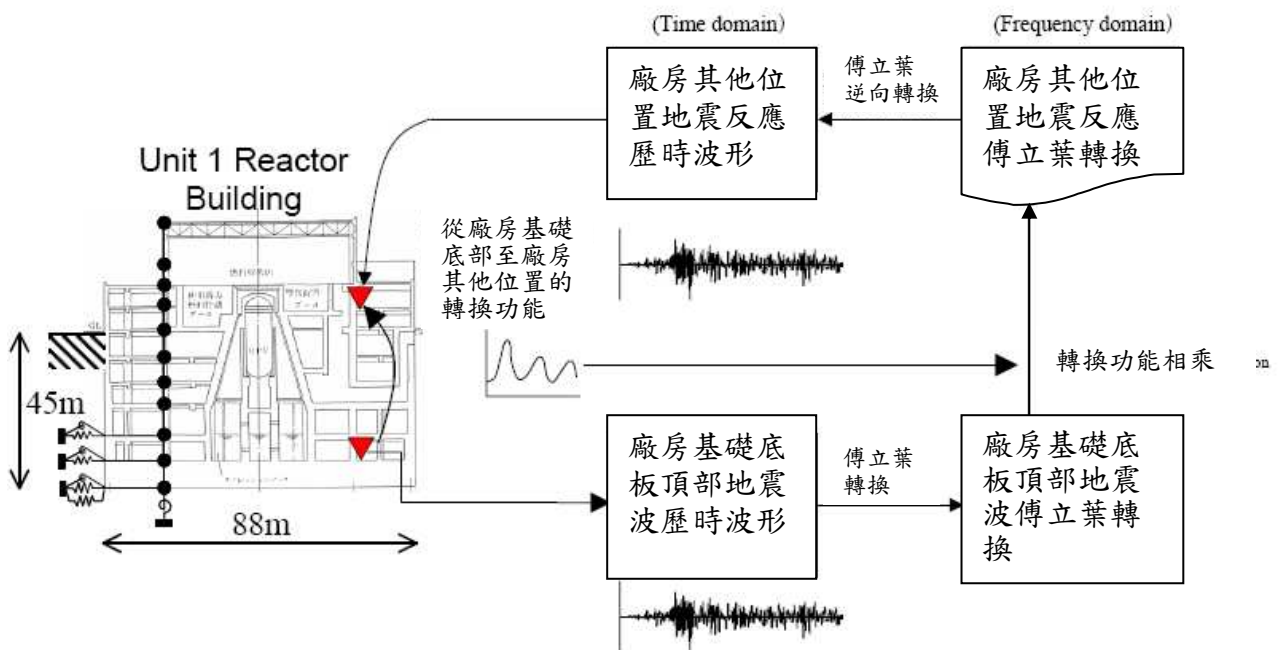 (Time domain)
(Frequency domain)
廠房其他位
置地震反應
歷時波形
傅立葉
逆向轉換
廠房其他位
置地震反應
傅立葉轉換
Unit 1 Reactor
Building
從廠房基礎
底部至廠房
其他位置的
轉換功能
轉換功能相乘
on
45m
88m
廠房基礎底
板頂部地震
波歷時波形
傅立葉
轉換
廠房基礎底
板頂部地震
波傅立葉轉
換